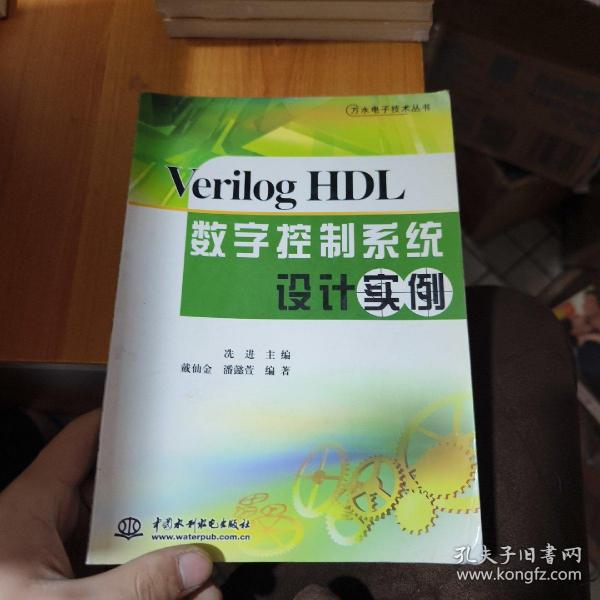 万水电子技术丛书
Verilog HDL
数字控制系统
设计实例
冼 进 主 编
戴仙金 潘懿萱 编 著
中国水利水电出版社
www.waterpub.com.cn
孔夫子旧书网
www.kongfz.com